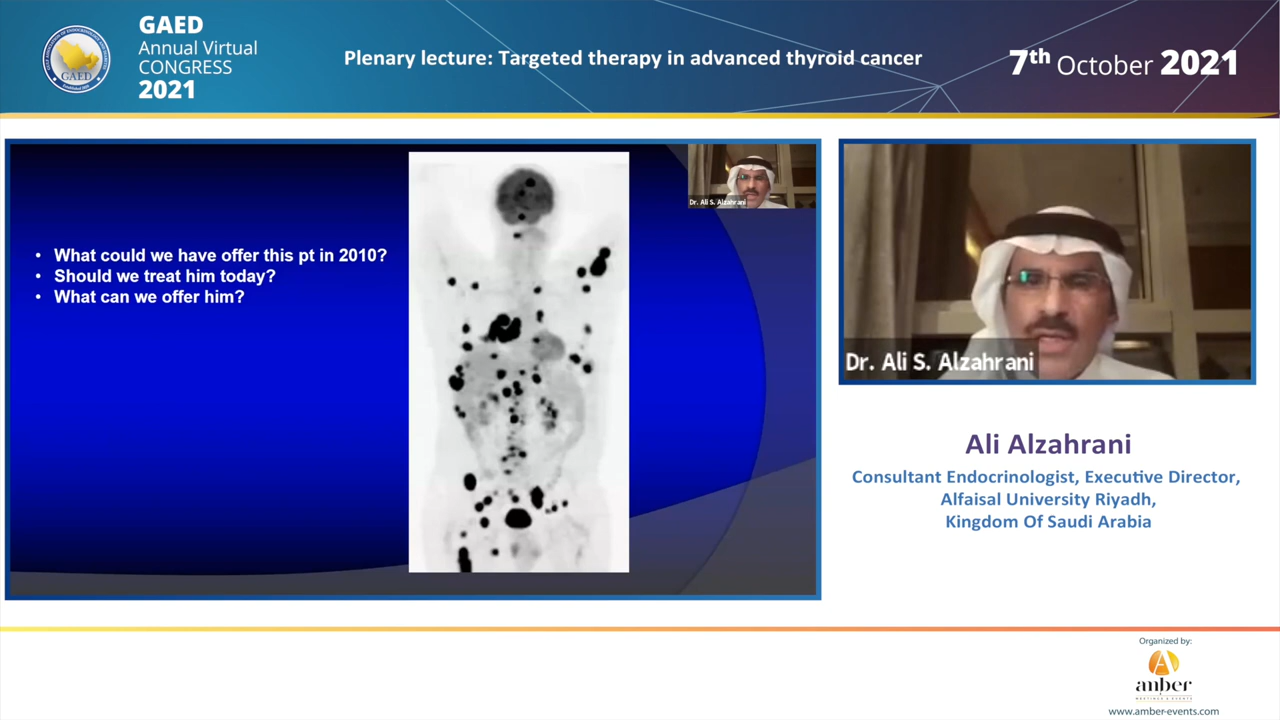 GAED
Annual Virtual
CONGRESS
2021
GAED
Plenary lecture: Targeted therapy in advanced thyroid cancer
7th October 2021
• What could we have offer this pt in 2010?
• Should we treat him today?
• What can we offer him?
Dr. Ali S. Alzahrani
Dr. Ali S. Alzahrani
Ali Alzahrani
Consultant Endocrinologist, Executive Director,
Alfaisal University Riyadh,
Kingdom Of Saudi Arabia
Organized by:
anber
www.amber-events.com